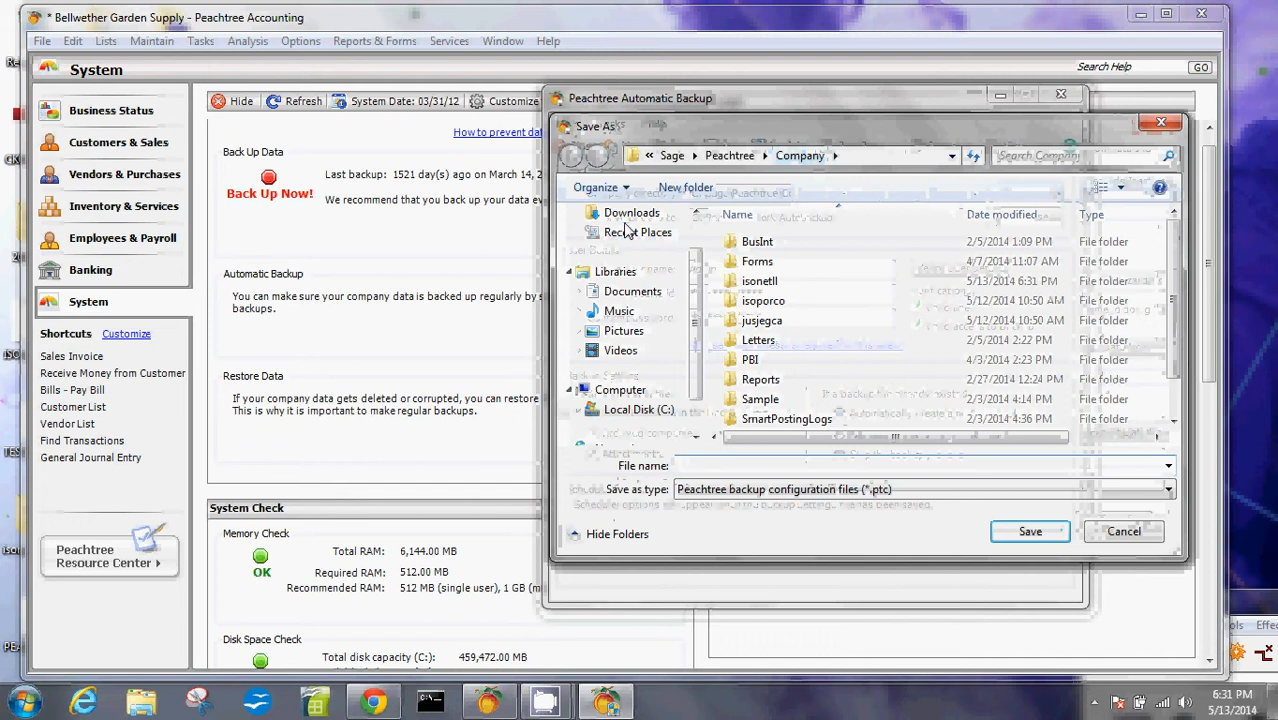 * Bellwether Garden Supply - Peachtree Accounting
File Edit Lists Maintain Tasks Analysis Options Reports & Forms Services Window Help
System
Search Help
GO
Business Status
Customers & Sales
Vendors & Purchases
Inventory & Services
Employees & Payroll
Banking
System
Shortcuts Customize
Sales Invoice
Receive Money from Customer
Bills - Pay Bill
Customer List
Vendor List
Find Transactions
General Journal Entry
Peachtree
Resource Center
Hide Refresh System Date: 03/31/12 Customize
How to prevent dat
Back Up Data
Back Up Now!
Last backup: 1521 day(s) ago on March 14, 2
We recommend that you backup your data ev
Automatic Backup
You can make sure your company data is backed up regularly by s
backups.
Restore Data
If your company data gets deleted or corrupted, you can restore
This is why it is important to make regular backups.
System Check
Memory Check
OK
Total RAM: 6,144.00 MB
Required RAM: 512.00 MB
Recommended RAM: 512 MB (single user), 1 GB (m
Disk Space Check
Total disk capacity (C:): 459,472.00 MB
Peachtree Automatic Backup
Save As
« Sage Peachtree Company
Search Company
Organize New folder
Downloads
Recent Places
Libraries
Documents
Music
Pictures
Videos
Computer
Local Disk (C:)
Name Date modified Type
BusInt 2/5/2014 1:09 PM File folder
Forms 4/7/2014 11:07 AM File folder
isonetll 5/13/2014 6:31 PM File folder
isoporco 5/12/2014 10:50 AM File folder
jusjegca 5/12/2014 10:50 AM File folder
Letters 2/5/2014 2:22 PM File folder
PBI 4/3/2014 2:23 PM File folder
Reports 2/27/2014 12:24 PM File folder
Sample 2/3/2014 4:14 PM File folder
SmartPostingLogs 2/3/2014 4:36 PM File folder
File name:
Save as type: Peachtree backup configuration files (*.ptc)
Hide Folders
Save
Cancel
6:31 PM
5/13/2014